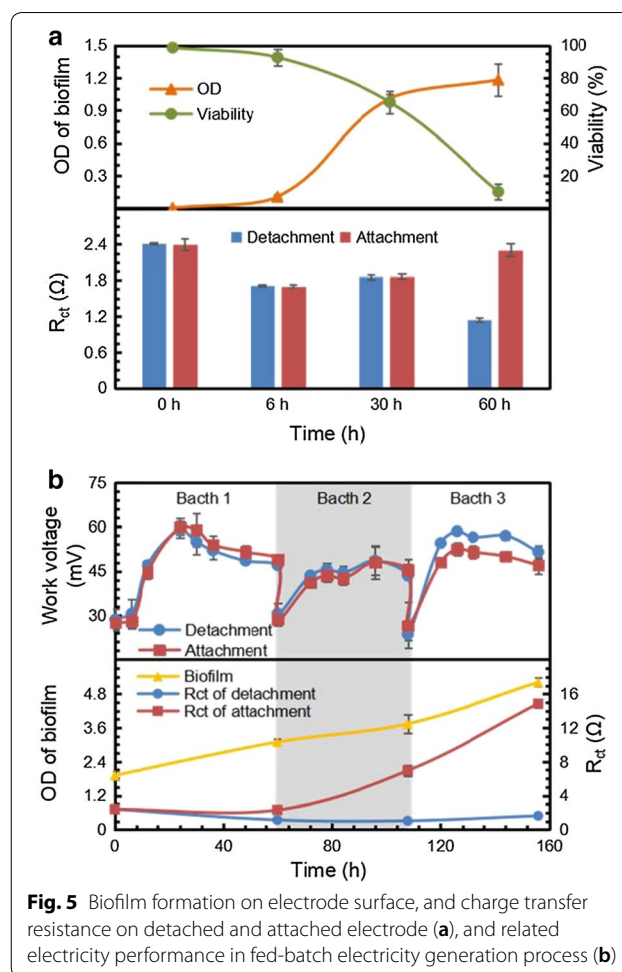 a
1.5
1.2
0.9
0.6
0.3
OD of biofilm
OD
Viability
100
80
60
40
20
Viability (%)
2.4
1.8
1.2
0.6
0
Rct (Ω)
Detachment Attachment
0 h 6 h 30 h 60 h
Time (h)
b
75
60
45
30
Work voltage
(mV)
Bacth 1 Bacth 2 Bacth 3
Detachment
Attachment
4.8
3.6
2.4
1.2
0
OD of biofilm
Biofilm
Rct of detachment
Rct of attachment
16
12
8
4
0
Rct (Ω)
0 40 80 120 160
Time (h)
Fig. 5 Biofilm formation on electrode surface, and charge transfer
resistance on detached and attached electrode (a), and related
electricity performance in fed-batch electricity generation process (b)